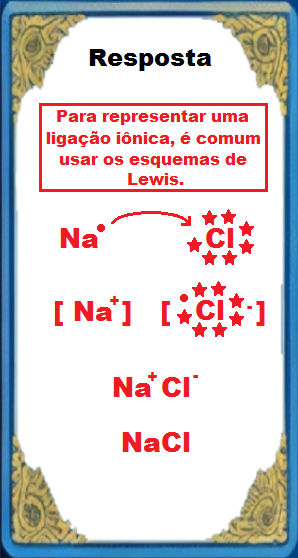 Resposta
Para representar uma
ligação iônica, é comum
usar os esquemas de
Lewis.
Na Cl
[ Na+ ] [ Cl - ]
Na+ Cl-
NaCl